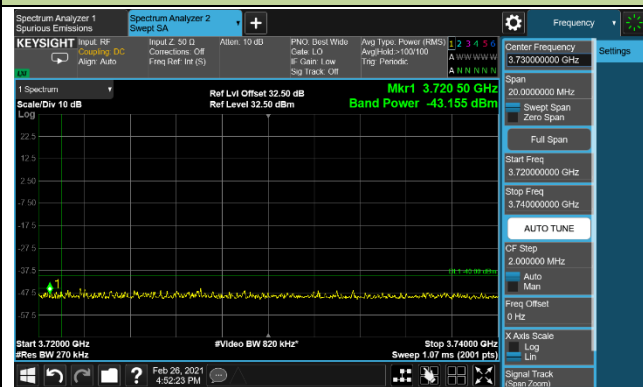 Spectrum Analyzer 1
Spurious Emissions
Spectrum Analyzer 2
Swept SA
Frequency
KEYSIGHT
Input: RF
Coupling: DC
Align: Auto
Input Z: 50 Ω
Corrections: Off
Freq Ref: Int (S)
Atten: 10 dB
PNO: Best Wide
Gate: LO
IF Gain: Low
Sig Track: Off
Avg Type: Power (RMS)
Avg|Hold:>100/100
Trig: Periodic
1 2 3 4 5 6
A W W W W W
A N N N N N
LXI
1 Spectrum
Scale/Div 10 dB
Log
Ref Lvl Offset 32.50 dB
Ref Level 32.50 dBm
Mkr1 3.720 50 GHz
Band Power -43.155 dBm
22.5
12.5
2.50
-7.50
-17.5
-27.5
-37.5
-47.5
-57.5
1
Start 3.72000 GHz
#Res BW 270 kHz
#Video BW 820 kHz*
Stop 3.74000 GHz
Sweep 1.07 ms (2001 pts)
Feb 26, 2021
4:52:23 PM
Center Frequency
3.730000000 GHz
Settings
Span
20.0000000 MHz
Swept Span
Zero Span
Full Span
Start Freq
3.720000000 GHz
Stop Freq
3.740000000 GHz
AUTO TUNE
CF Step
2.000000 MHz
Auto
Man
Freq Offset
0 Hz
X Axis Scale
Log
Lin
Signal Track
(Span Zoom)